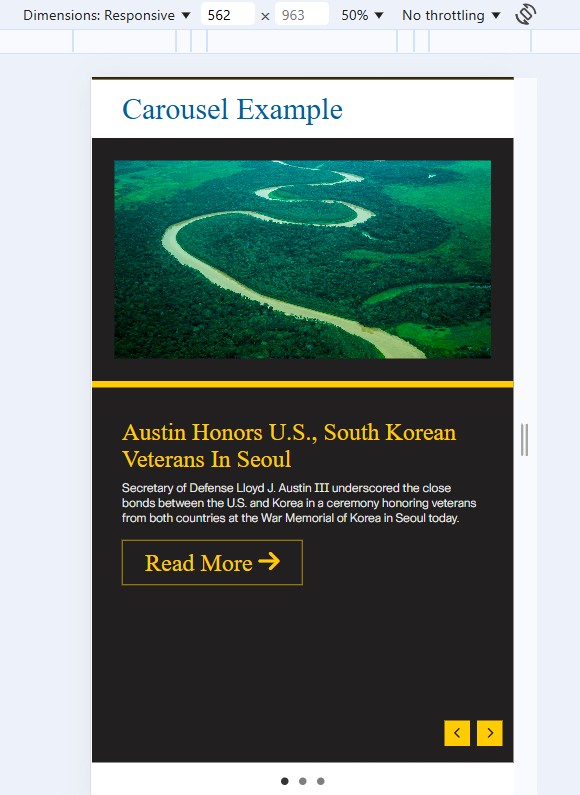 Dimensions: Responsive ▼ 562 × 963 50% ▼ No throttling ▼
Carousel Example
Austin Honors U.S., South Korean
Veterans In Seoul
Secretary of Defense Lloyd J. Austin III underscored the close
bonds between the U.S. and Korea in a ceremony honoring veterans
from both countries at the War Memorial of Korea in Seoul today.
Read More →